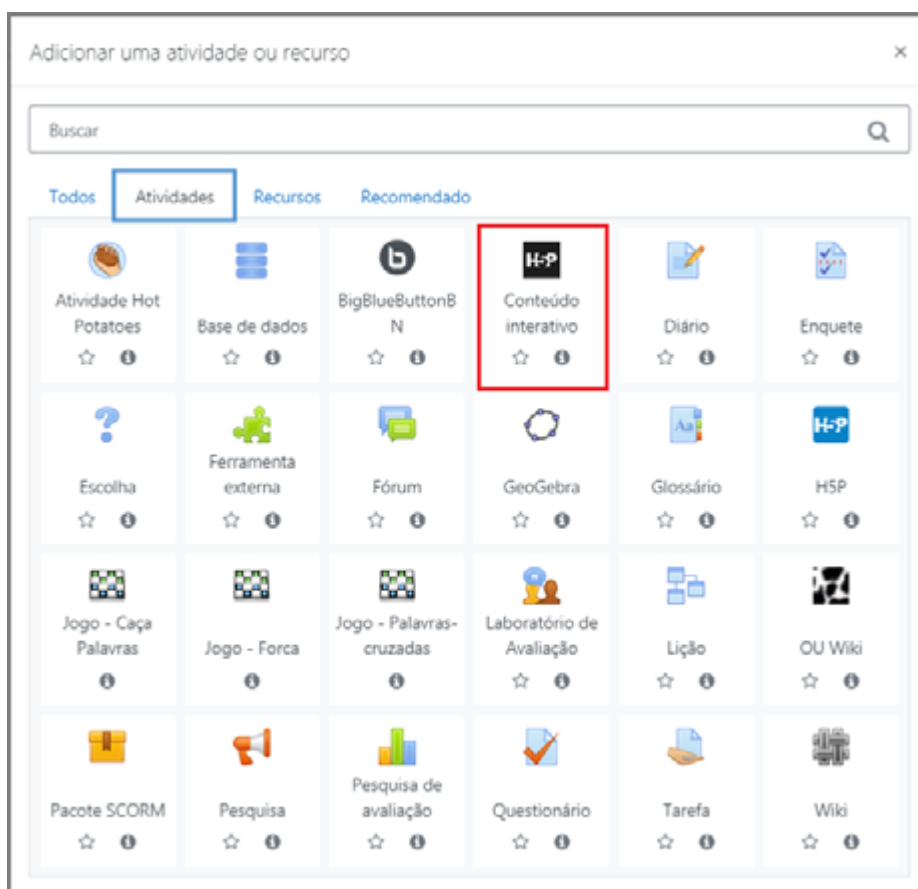 Adicionar uma atividade ou recurso ×
Buscar
Todos Atividades Recursos Recomendado
H-P H5P
Atividade Hot Potatoes
Base de dados
BigBlueButtonB
N
Conteúdo
interativo
Diário
Enquete
Escolha
Ferramenta
externa
Fórum
GeoGebra
Aa
Glossário
H-P
H5P
Jogo - Caça
Palavras
Jogo - Forca
Jogo - Palavras-
cruzadas
Laboratório de
Avaliação
Lição
OU Wiki
Pacote SCORM
Pesquisa
Pesquisa de
avaliação
Questionário
Tarefa
Wiki